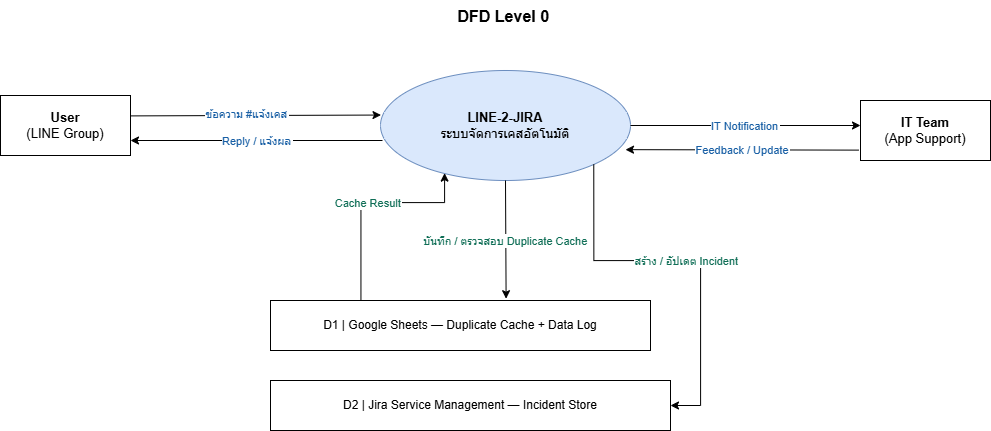 DFD Level 0
User
(LINE Group)
ข้อความ #แจ้งเคส
Reply / แจ้งผล
LINE-2-JIRA
ระบบจัดการเคสอัตโนมัติ
IT Notification
Feedback / Update
IT Team
(App Support)
Cache Result
บันทึก / ตรวจสอบ Duplicate Cache
สร้าง / อัปเดต Incident
D1 | Google Sheets — Duplicate Cache + Data Log
D2 | Jira Service Management — Incident Store